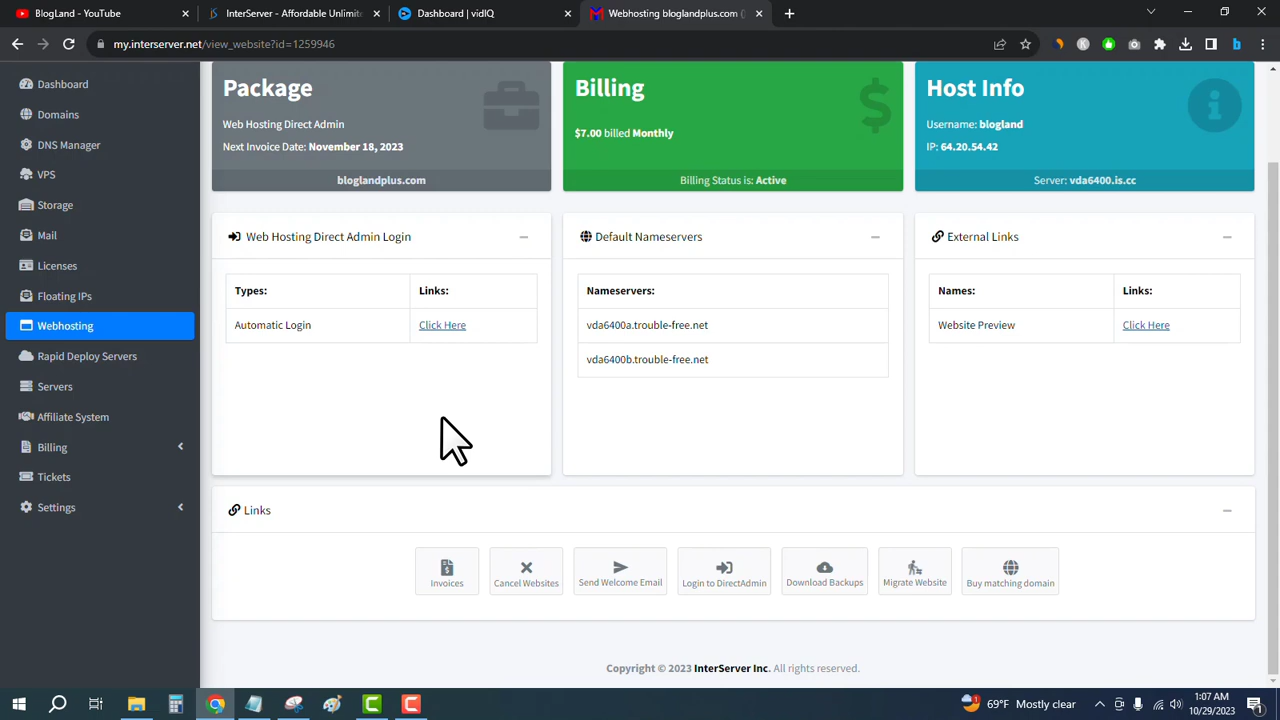 BlogLand - YouTube
InterServer - Affordable Unlimite
Dashboard | vidIQ
Webhosting bloglandplus.com (
my.interserver.net/view_website?id=1259946
Dashboard
Domains
DNS Manager
VPS
Storage
Mail
Licenses
Floating IPs
Webhosting
Rapid Deploy Servers
Servers
Affiliate System
Billing
Tickets
Settings
Package
Web Hosting Direct Admin
Next Invoice Date: November 18, 2023
bloglandplus.com
Billing
$7.00 billed Monthly
Billing Status is: Active
Host Info
Username: blogland
IP: 64.20.54.42
Server: vda6400.is.cc
Web Hosting Direct Admin Login
Types: Links:
Automatic Login Click Here
Default Nameservers
Nameservers:
vda6400a.trouble-free.net
vda6400b.trouble-free.net
External Links
Names: Links:
Website Preview Click Here
Links
Invoices
Cancel Websites
Send Welcome Email
Login to DirectAdmin
Download Backups
Migrate Website
Buy matching domain
Copyright © 2023 InterServer Inc. All rights reserved.
69°F Mostly clear
1:07 AM
10/29/2023